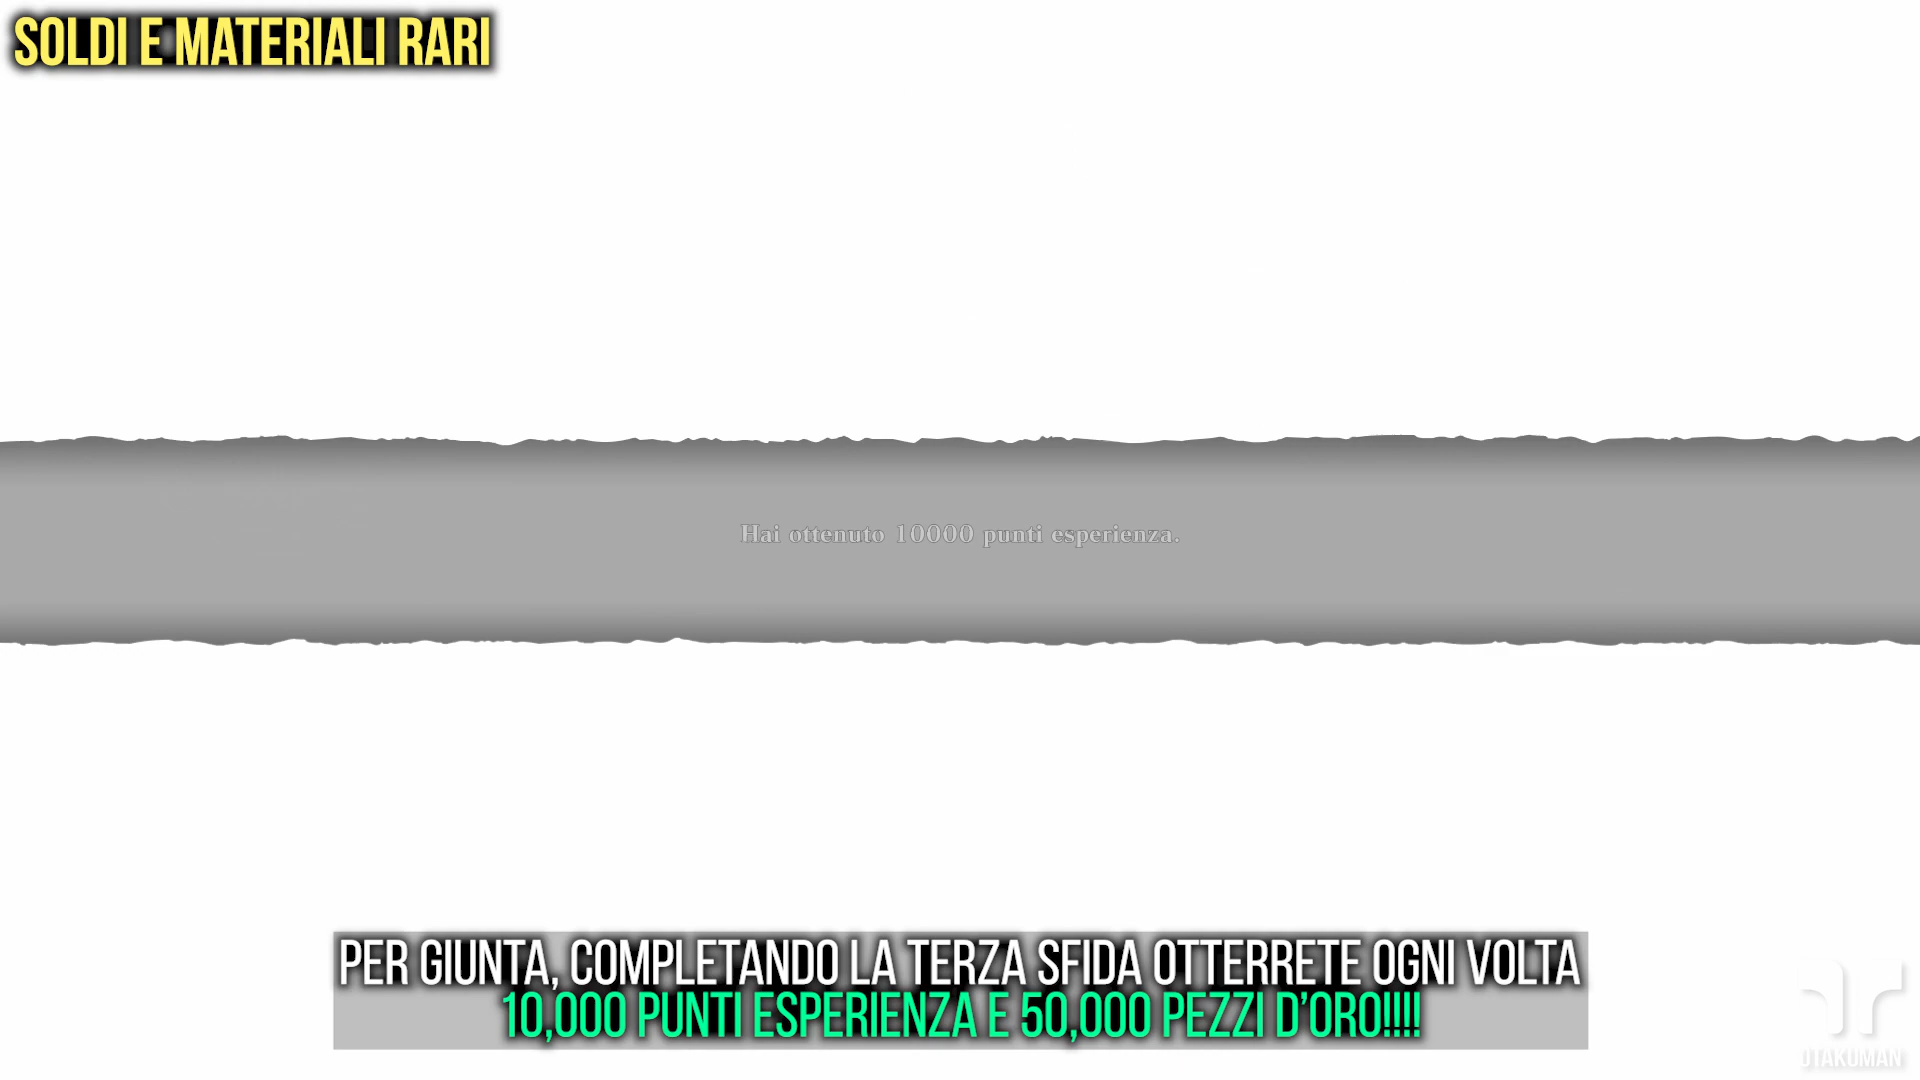 SOLDI E MATERIALI RARI
Hai ottenuto 10000 punti esperienza.
PER GIUNTA, COMPLETANDO LA TERZA SFIDA OTTERRETE OGNI VOLTA
10,000 PUNTI ESPERIENZA E 50,000 PEZZI D'ORO!!!!
OTAKUMAN